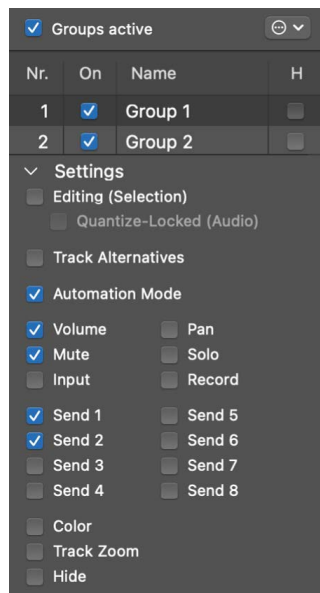 Groups active
Nr. On Name H
1 Group 1
2 Group 2
Settings
Editing (Selection)
Quantize-Locked (Audio)
Track Alternatives
Automation Mode
Volume Pan
Mute Solo
Input Record
Send 1 Send 5
Send 2 Send 6
Send 3 Send 7
Send 4 Send 8
Color
Track Zoom
Hide